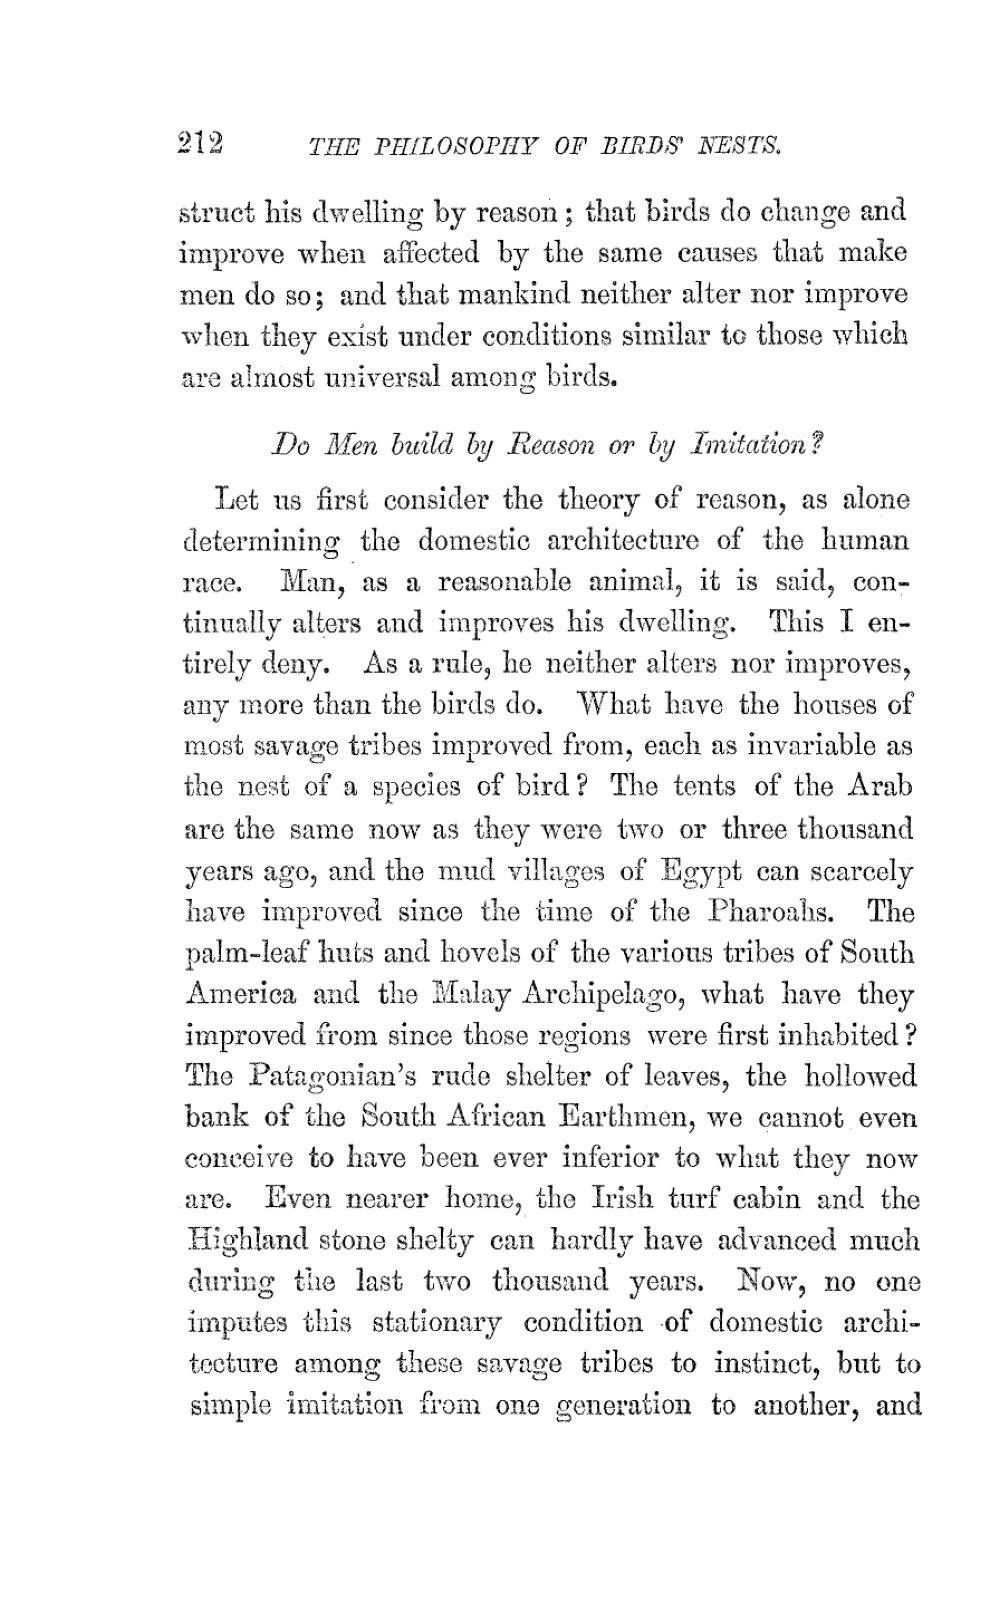 212 THE PHILOSOPHY OF BIRDS' NESTS.
struct his dwelling by reason; that birds do change and
improve when affected by the same causes that make
men do so; and that mankind neither alter nor improve
when they exist under conditions similar to those which
are almost universal among birds.
Do Men build by Reason or by Imitation?
Let us first consider the theory of reason, as alone
determining the domestic architecture of the human
race. Man, as a reasonable animal, it is said, con-
tinually alters and improves his dwelling. This I en-
tirely deny. As a rule, he neither alters nor improves,
any more than the birds do. What have the houses of
most savage tribes improved from, each as invariable as
the nest of a species of bird? The tents of the Arab
are the same now as they were two or three thousand
years ago, and the mud villages of Egypt can scarcely
have improved since the time of the Pharoahs. The
palm-leaf huts and hovels of the various tribes of South
America and the Malay Archipelago, what have they
improved from since those regions were first inhabited?
The Patagonian's rude shelter of leaves, the hollowed
bank of the South African Earthmen, we cannot even
conceive to have been ever inferior to what they now
are. Even nearer home, the Irish turf cabin and the
Highland stone shelty can hardly have advanced much
during the last two thousand years. Now, no one
imputes this stationary condition of domestic archi-
tecture among these savage tribes to instinct, but to
simple imitation from one generation to another, and